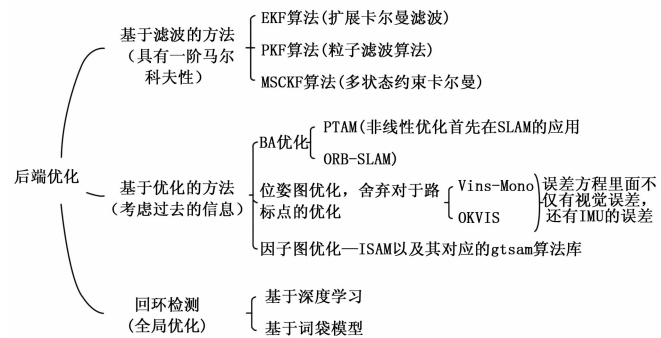 后端优化
基于滤波的方法
(具有一阶马尔
科夫性)
EKF算法(扩展卡尔曼滤波)
PKF算法(粒子滤波算法)
MSCKF算法(多状态约束卡尔曼)
基于优化的方法
(考虑过去的信息)
BA优化
PTAM(非线性优化首先在SLAM的应用
ORB-SLAM)
位姿图优化，舍弃对于路
标点的优化
Vins-Mono
OKVIS
误差方程里面不
仅有视觉误差，
还有IMU的误差
因子图优化—ISAM以及其对应的gtsam算法库
回环检测
(全局优化)
基于深度学习
基于词袋模型